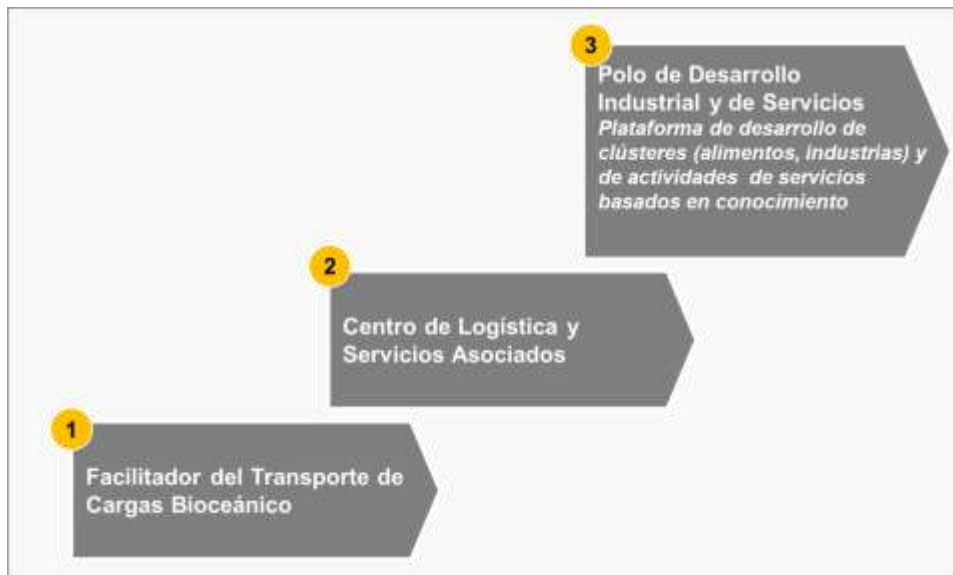 3
Polo de Desarrollo
Industrial y de Servicios
Plataforma de desarrollo de
clústeres (alimentos, industrias) y
de actividades de servicios
basados en conocimiento
2
Centro de Logística y
Servicios Asociados
1
Facilitador del Transporte de
Cargas Bioceánico